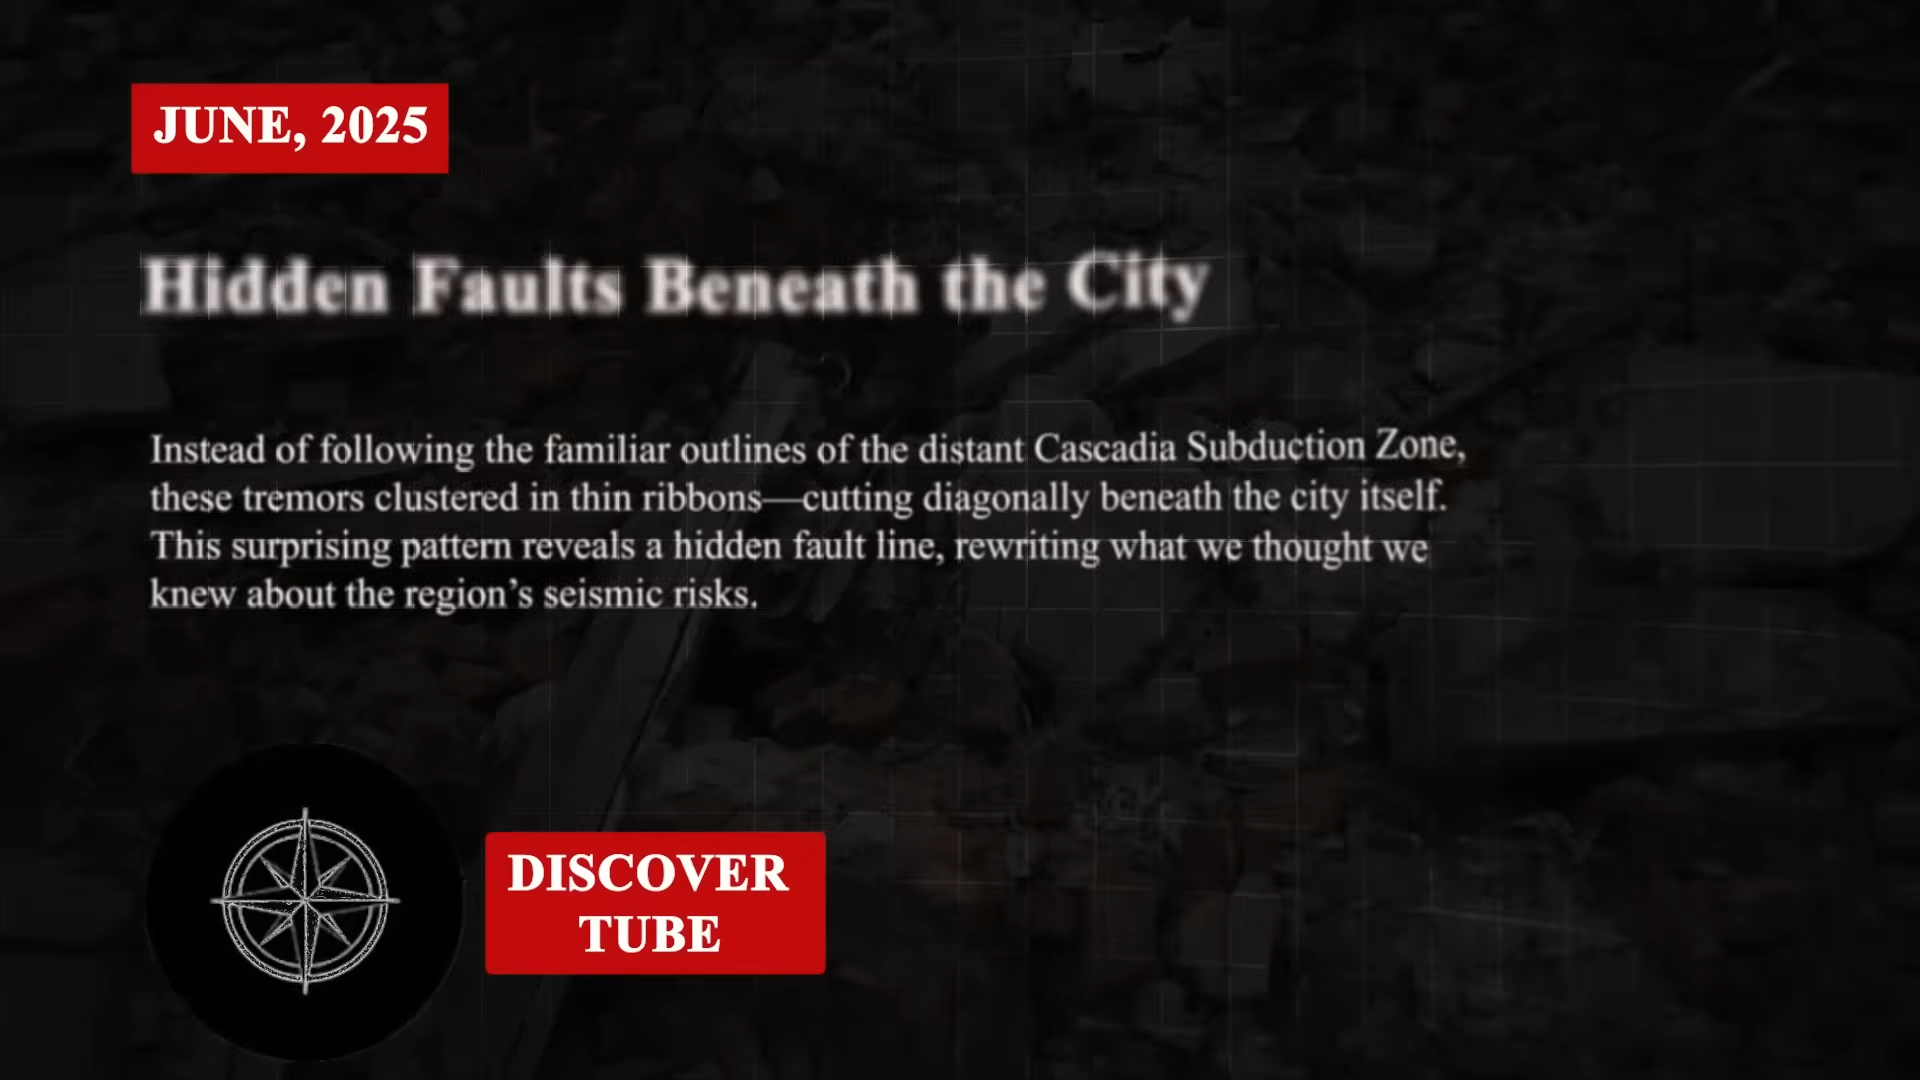 JUNE, 2025
Hidden Faults Beneath the City
Instead of following the familiar outlines of the distant Cascadia Subduction Zone,
these tremors clustered in thin ribbons—cutting diagonally beneath the city itself.
This surprising pattern reveals a hidden fault line, rewriting what we thought we
knew about the region’s seismic risks.
DISCOVER
TUBE